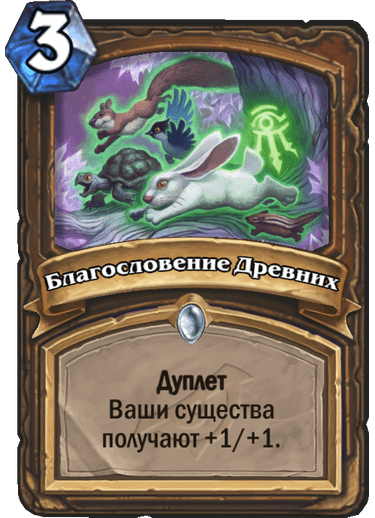 3
Благословение Древних
Дуплет
Ваши существа
получают +1/+1.